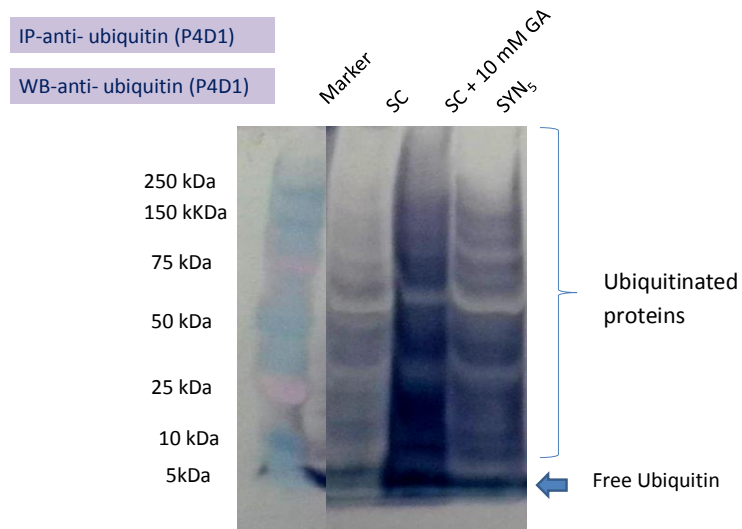 IP-anti- ubiquitin (P4D1)
WB-anti- ubiquitin (P4D1)
Marker
SC
SC + 10 mM GA
SYN5
250 kDa
150 kKDa
75 kDa
50 kDa
25 kDa
10 kDa
5kDa
Ubiquitinated
proteins
Free Ubiquitin